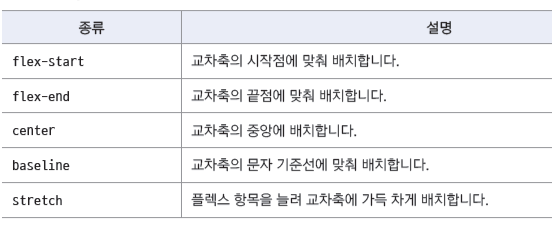 종류 설명
flex-start 교차축의 시작점에 맞춰 배치합니다.
flex-end 교차축의 끝점에 맞춰 배치합니다.
center 교차축의 중앙에 배치합니다.
baseline 교차축의 문자 기준선에 맞춰 배치합니다.
stretch 플렉스 항목을 늘려 교차축에 가득 차게 배치합니다.